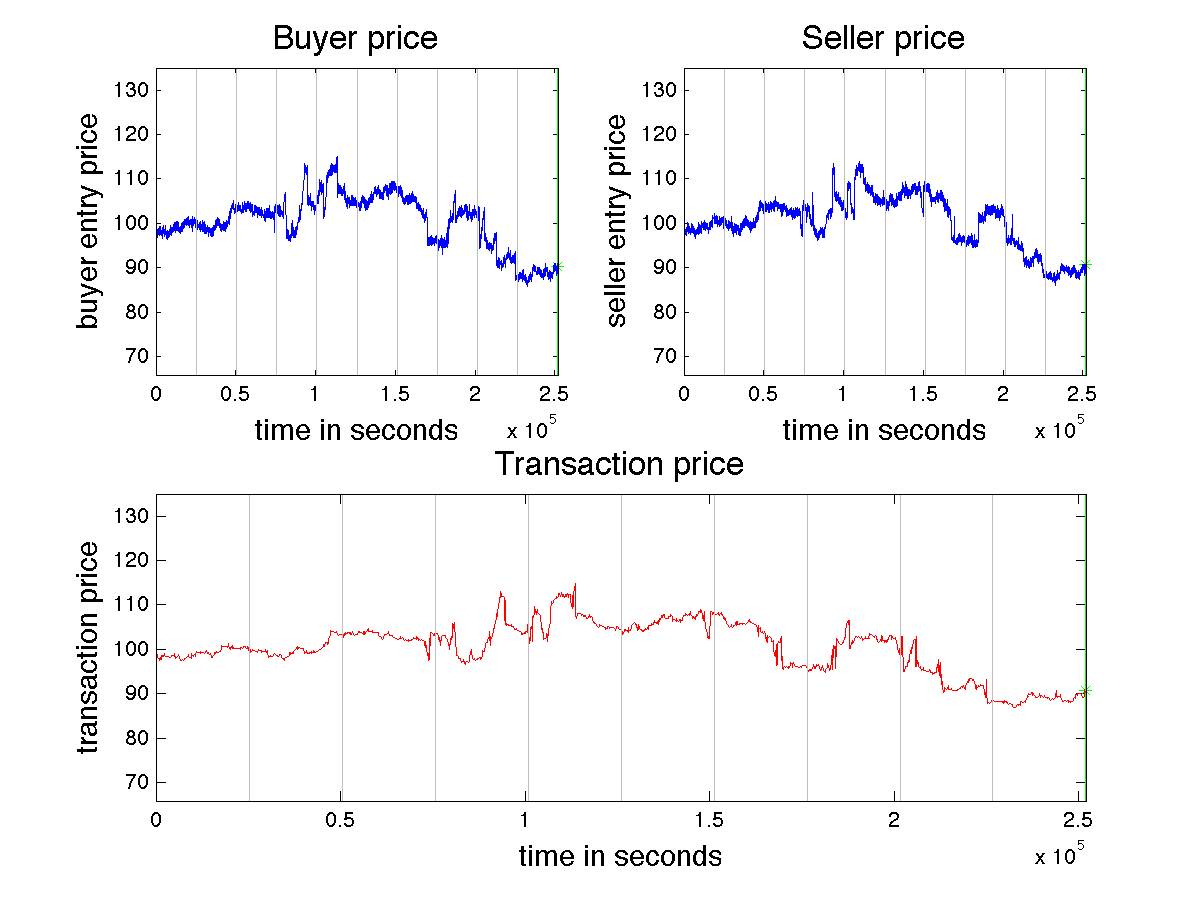 Buyer price
Seller price
buyer entry price
130
120
110
100
90
80
70
0 0.5 1 1.5 2 2.5
x 10^5
time in seconds
seller entry price
130
120
110
100
90
80
70
0 0.5 1 1.5 2 2.5
x 10^5
time in seconds
Transaction price
transaction price
130
120
110
100
90
80
70
0 0.5 1 1.5 2 2.5
x 10^5
time in seconds